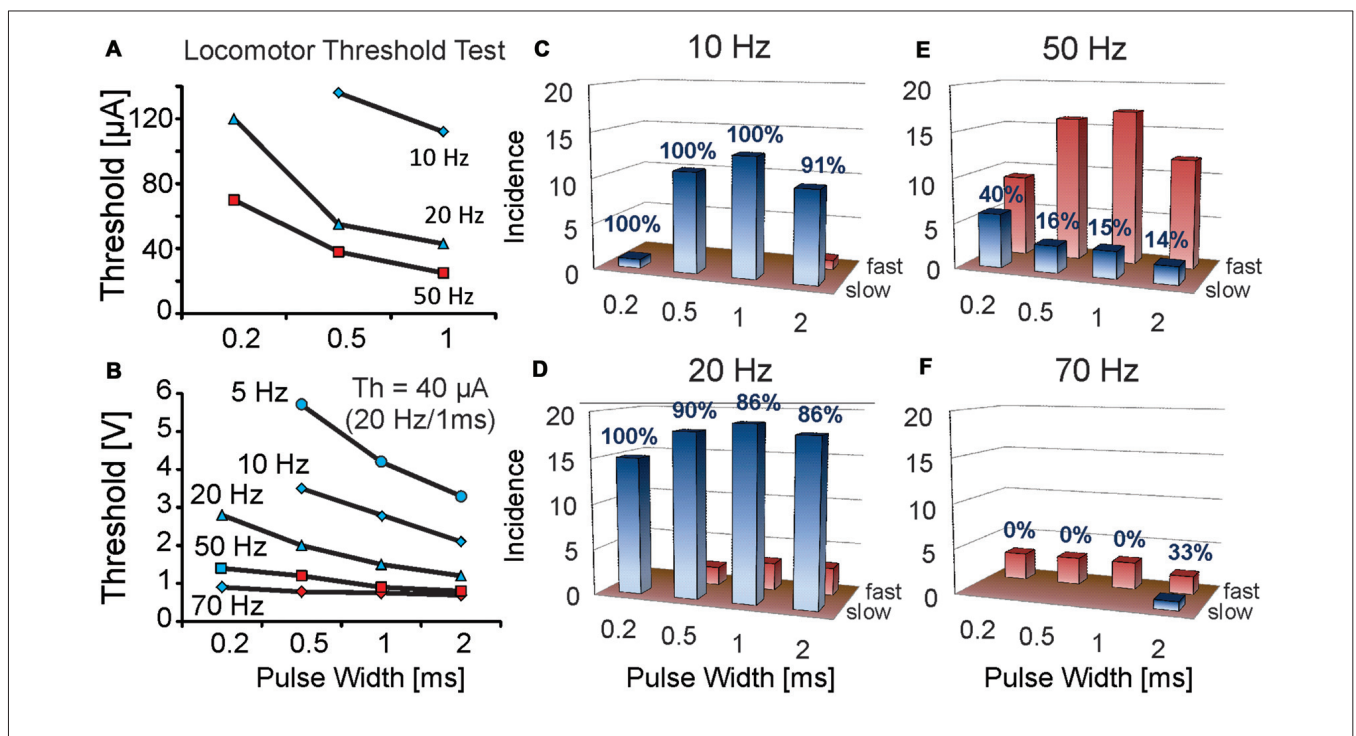 A
Locomotor Threshold Test
Threshold [µA]
120
80
40
0
10 Hz
20 Hz
50 Hz
0.2 0.5 1
B
Th = 40 µA
(20 Hz/1ms)
Threshold [V]
6
5
4
3
2
1
0
5 Hz
10 Hz
20 Hz
50 Hz
70 Hz
0.2 0.5 1 2
Pulse Width [ms]
C
10 Hz
Incidence
20
15
10
5
0
100% 100% 100% 91%
fast
slow
0.2 0.5 1 2
D
20 Hz
Incidence
20
15
10
5
0
100% 90% 86% 86%
fast
slow
0.2 0.5 1 2
Pulse Width [ms]
E
50 Hz
20
15
10
5
0
40% 16% 15% 14%
fast
slow
0.2 0.5 1 2
F
70 Hz
20
15
10
5
0
0% 0% 0% 33%
fast
slow
0.2 0.5 1 2
Pulse Width [ms]